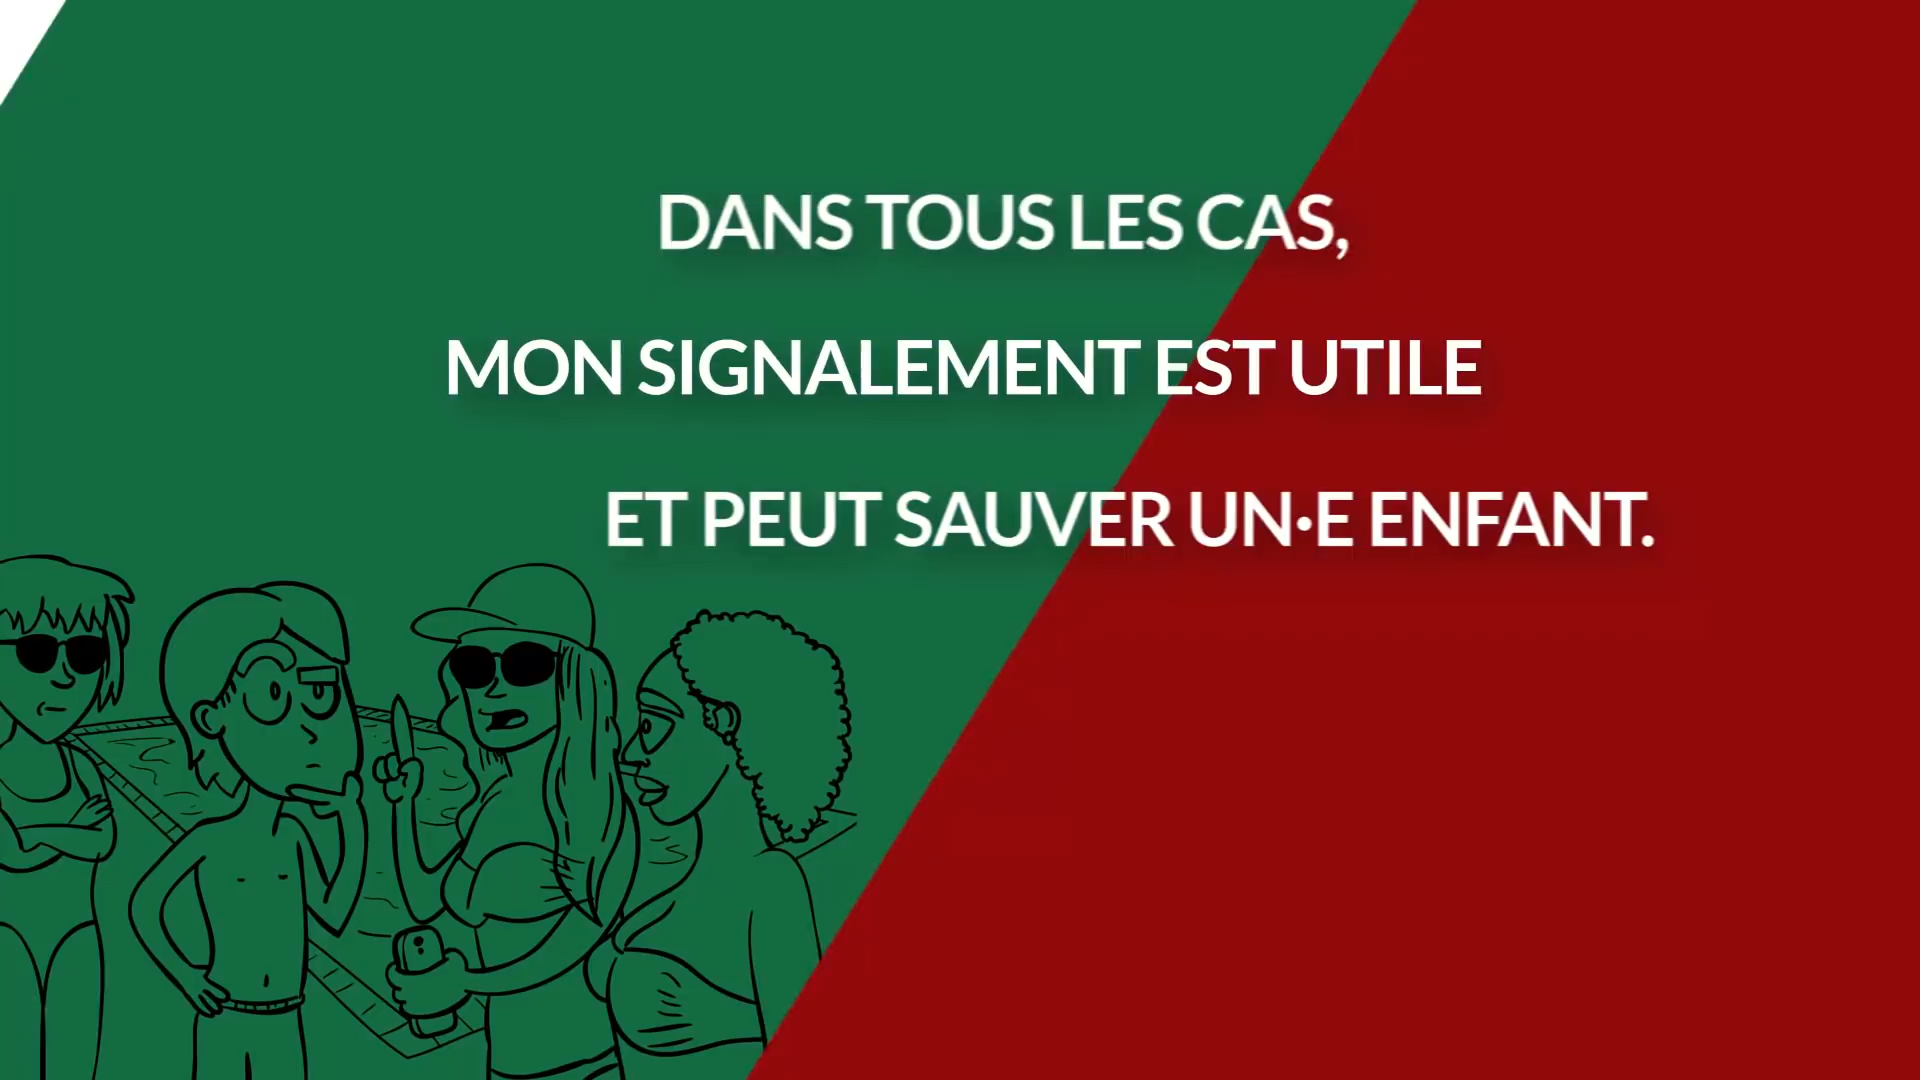 DANS TOUS LES CAS,
MON SIGNALEMENT EST UTILE
ET PEUT SAUVER UN·E ENFANT.